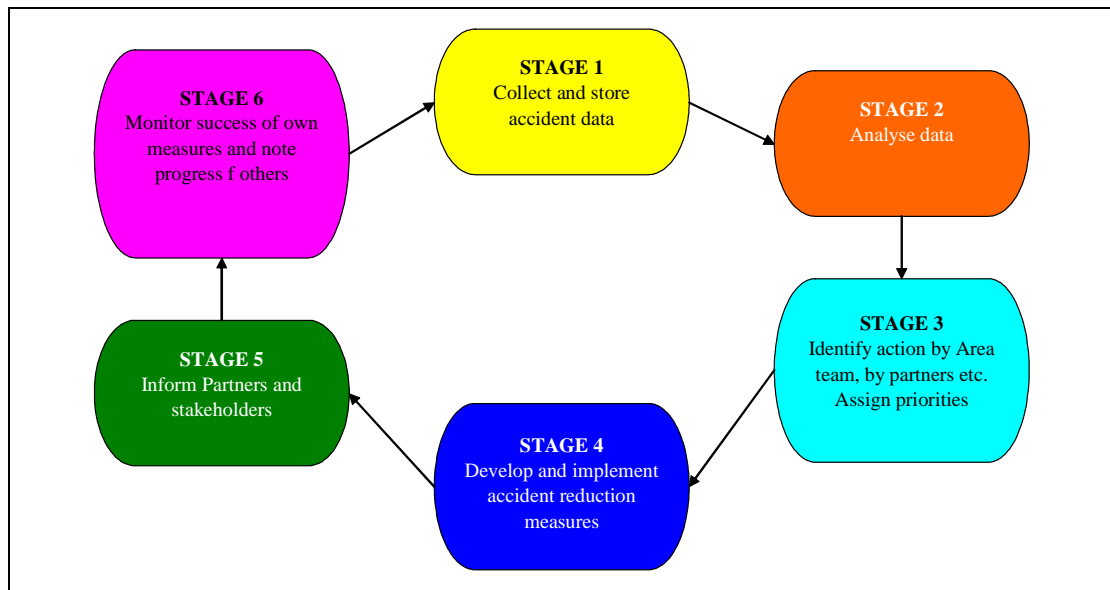 STAGE 1
Collect and store
accident data
STAGE 2
Analyse data
STAGE 3
Identify action by Area
team, by partners etc.
Assign priorities
STAGE 4
Develop and implement
accident reduction
measures
STAGE 5
Inform Partners and
stakeholders
STAGE 6
Monitor success of own
measures and note
progress f others